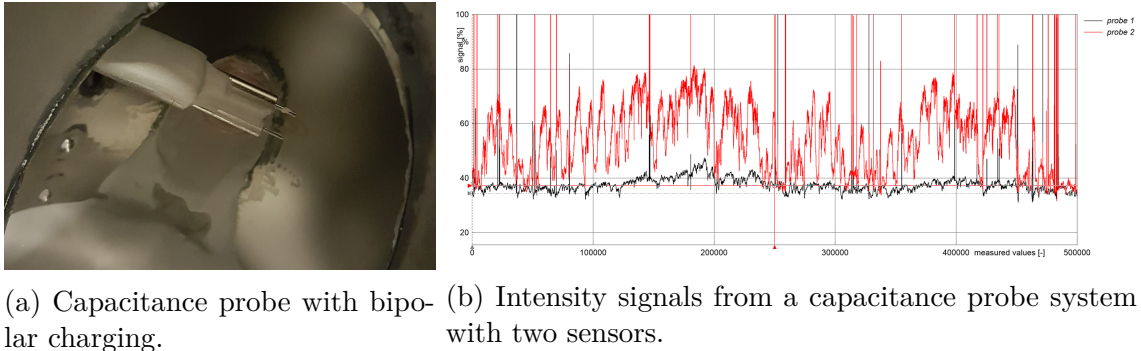 100
signal [%]
%
80
60
40
20
0
100000
200000
300000
400000
measured values [-]
500000
probe 1
probe 2
(a) Capacitance probe with bipo-
lar charging.
(b) Intensity signals from a capacitance probe system
with two sensors.